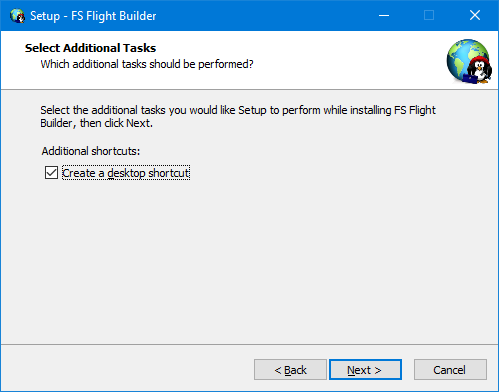 Setup - FS Flight Builder
Select Additional Tasks
Which additional tasks should be performed?
Select the additional tasks you would like Setup to perform while installing FS Flight
Builder, then click Next.
Additional shortcuts:
Create a desktop shortcut
< Back
Next >
Cancel